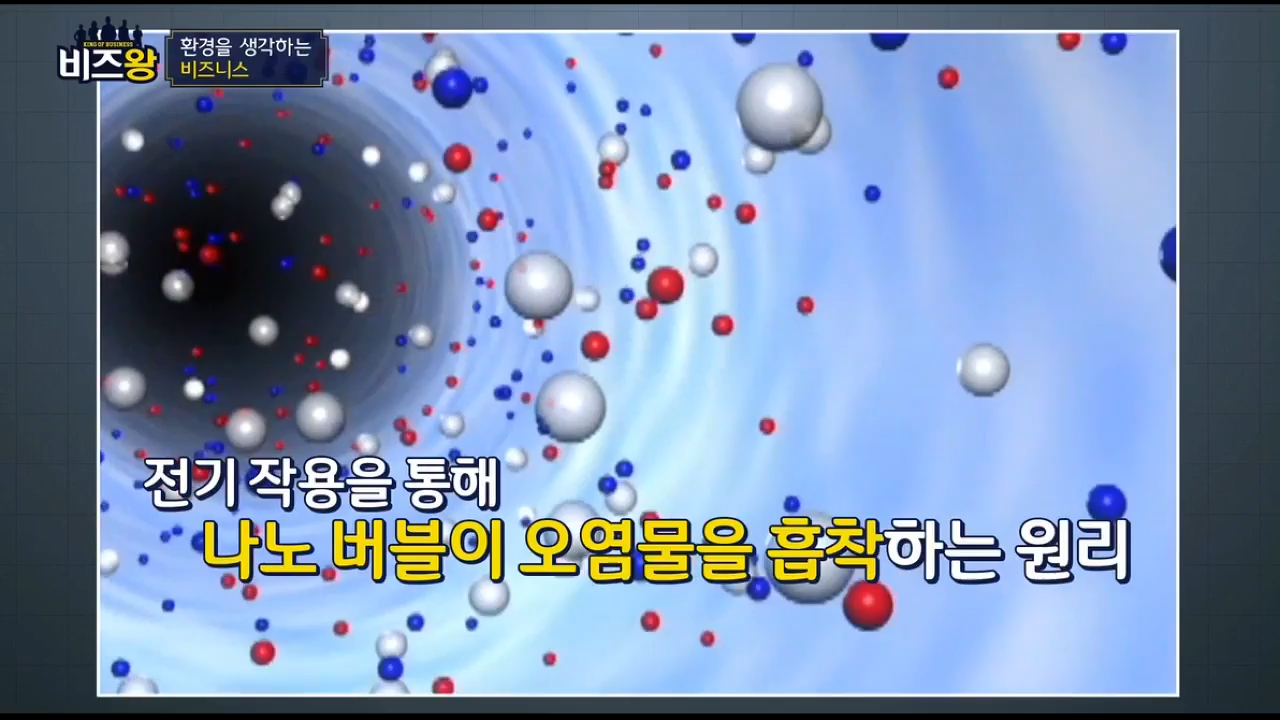 KING OF BUSINESS
비즈왕
환경을 생각하는
비즈니스
전기 작용을 통해
나노 버블이 오염물을 흡착하는 원리